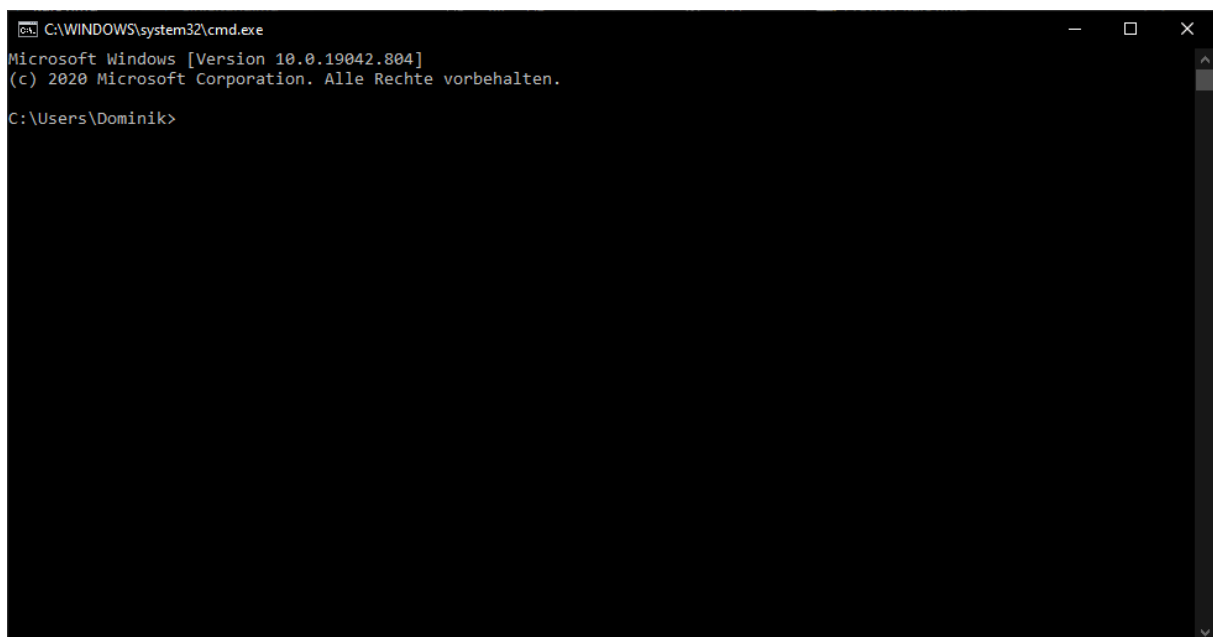 C:\WINDOWS\system32\cmd.exe
Microsoft Windows [Version 10.0.19042.804]
(c) 2020 Microsoft Corporation. Alle Rechte vorbehalten.
C:\Users\Dominik>